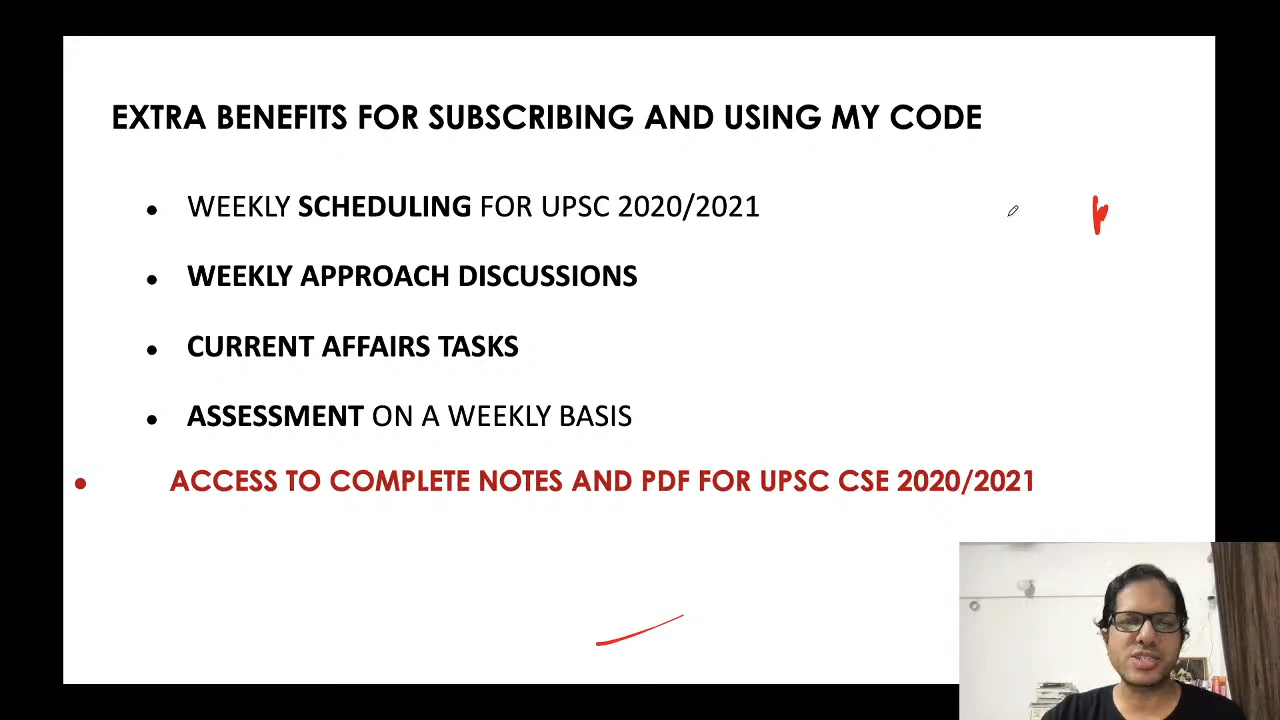 EXTRA BENEFITS FOR SUBSCRIBING AND USING MY CODE
• WEEKLY SCHEDULING FOR UPSC 2020/2021
• WEEKLY APPROACH DISCUSSIONS
• CURRENT AFFAIRS TASKS
• ASSESSMENT ON A WEEKLY BASIS
• ACCESS TO COMPLETE NOTES AND PDF FOR UPSC CSE 2020/2021